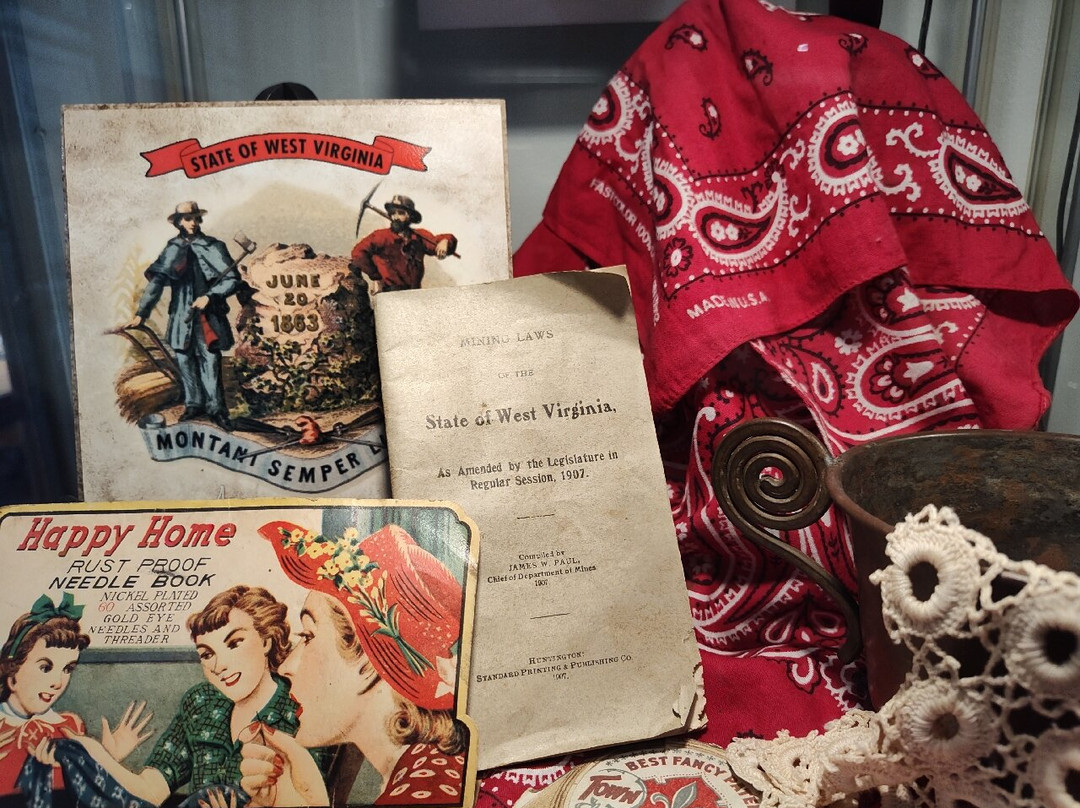 STATE OF WEST VIRGINIA
JUNE
20
1863
MONTANI SEMPER
MINING LAWS
OF THE
State of West Virginia,
As Amended by the Legislature in
Regular Session, 1907.
Compiled by
JAMES W. PAUL,
Chief of Department of Mines
1907
HUNTINGTON:
STANDARD PRINTING & PUBLISHING CO.
1907.
MADE IN U.S.A.
Happy Home
RUST PROOF
NEEDLE BOOK
NICKEL PLATED
60 ASSORTED
GOLD EYE
NEEDLES AND
THREADER
BEST FANCY
TOWN